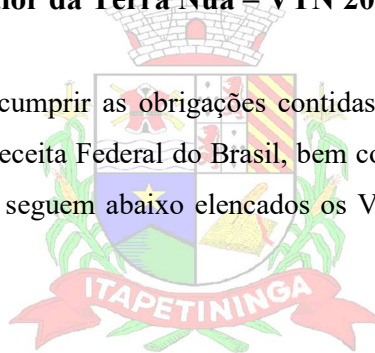 lor da Terra Nua – VTN 20
cumprir as obrigações contidas
eceita Federal do Brasil, bem co
seguem abaixo elencados os V
ITAPETININGA